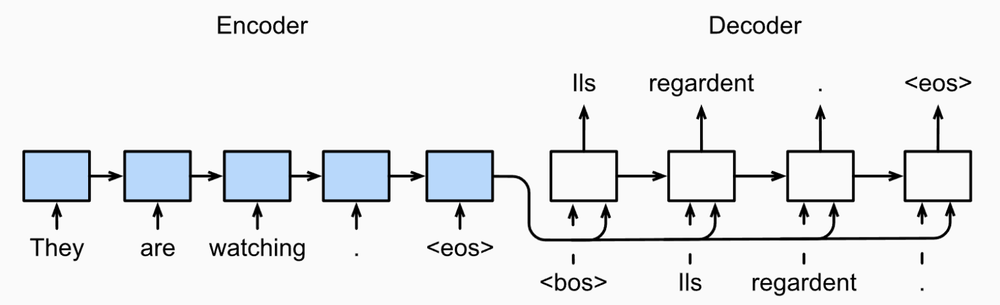 Encoder Decoder
Ils regardent . <eos>
They are watching . <eos>
<bos> Ils regardent .